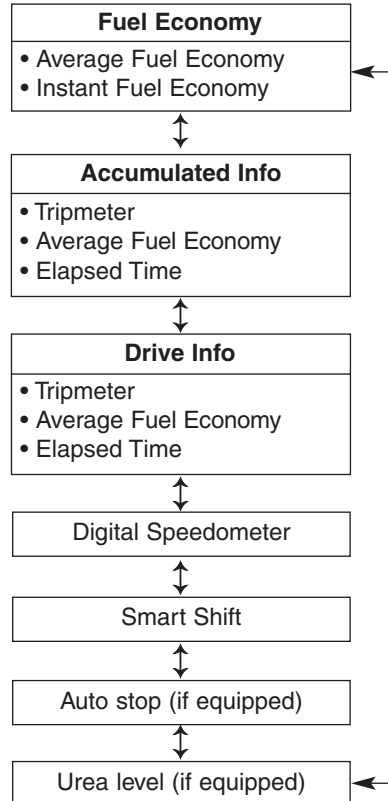 Fuel Economy
• Average Fuel Economy
• Instant Fuel Economy
Accumulated Info
• Tripmeter
• Average Fuel Economy
• Elapsed Time
Drive Info
• Tripmeter
• Average Fuel Economy
• Elapsed Time
Digital Speedometer
Smart Shift
Auto stop (if equipped)
Urea level (if equipped)